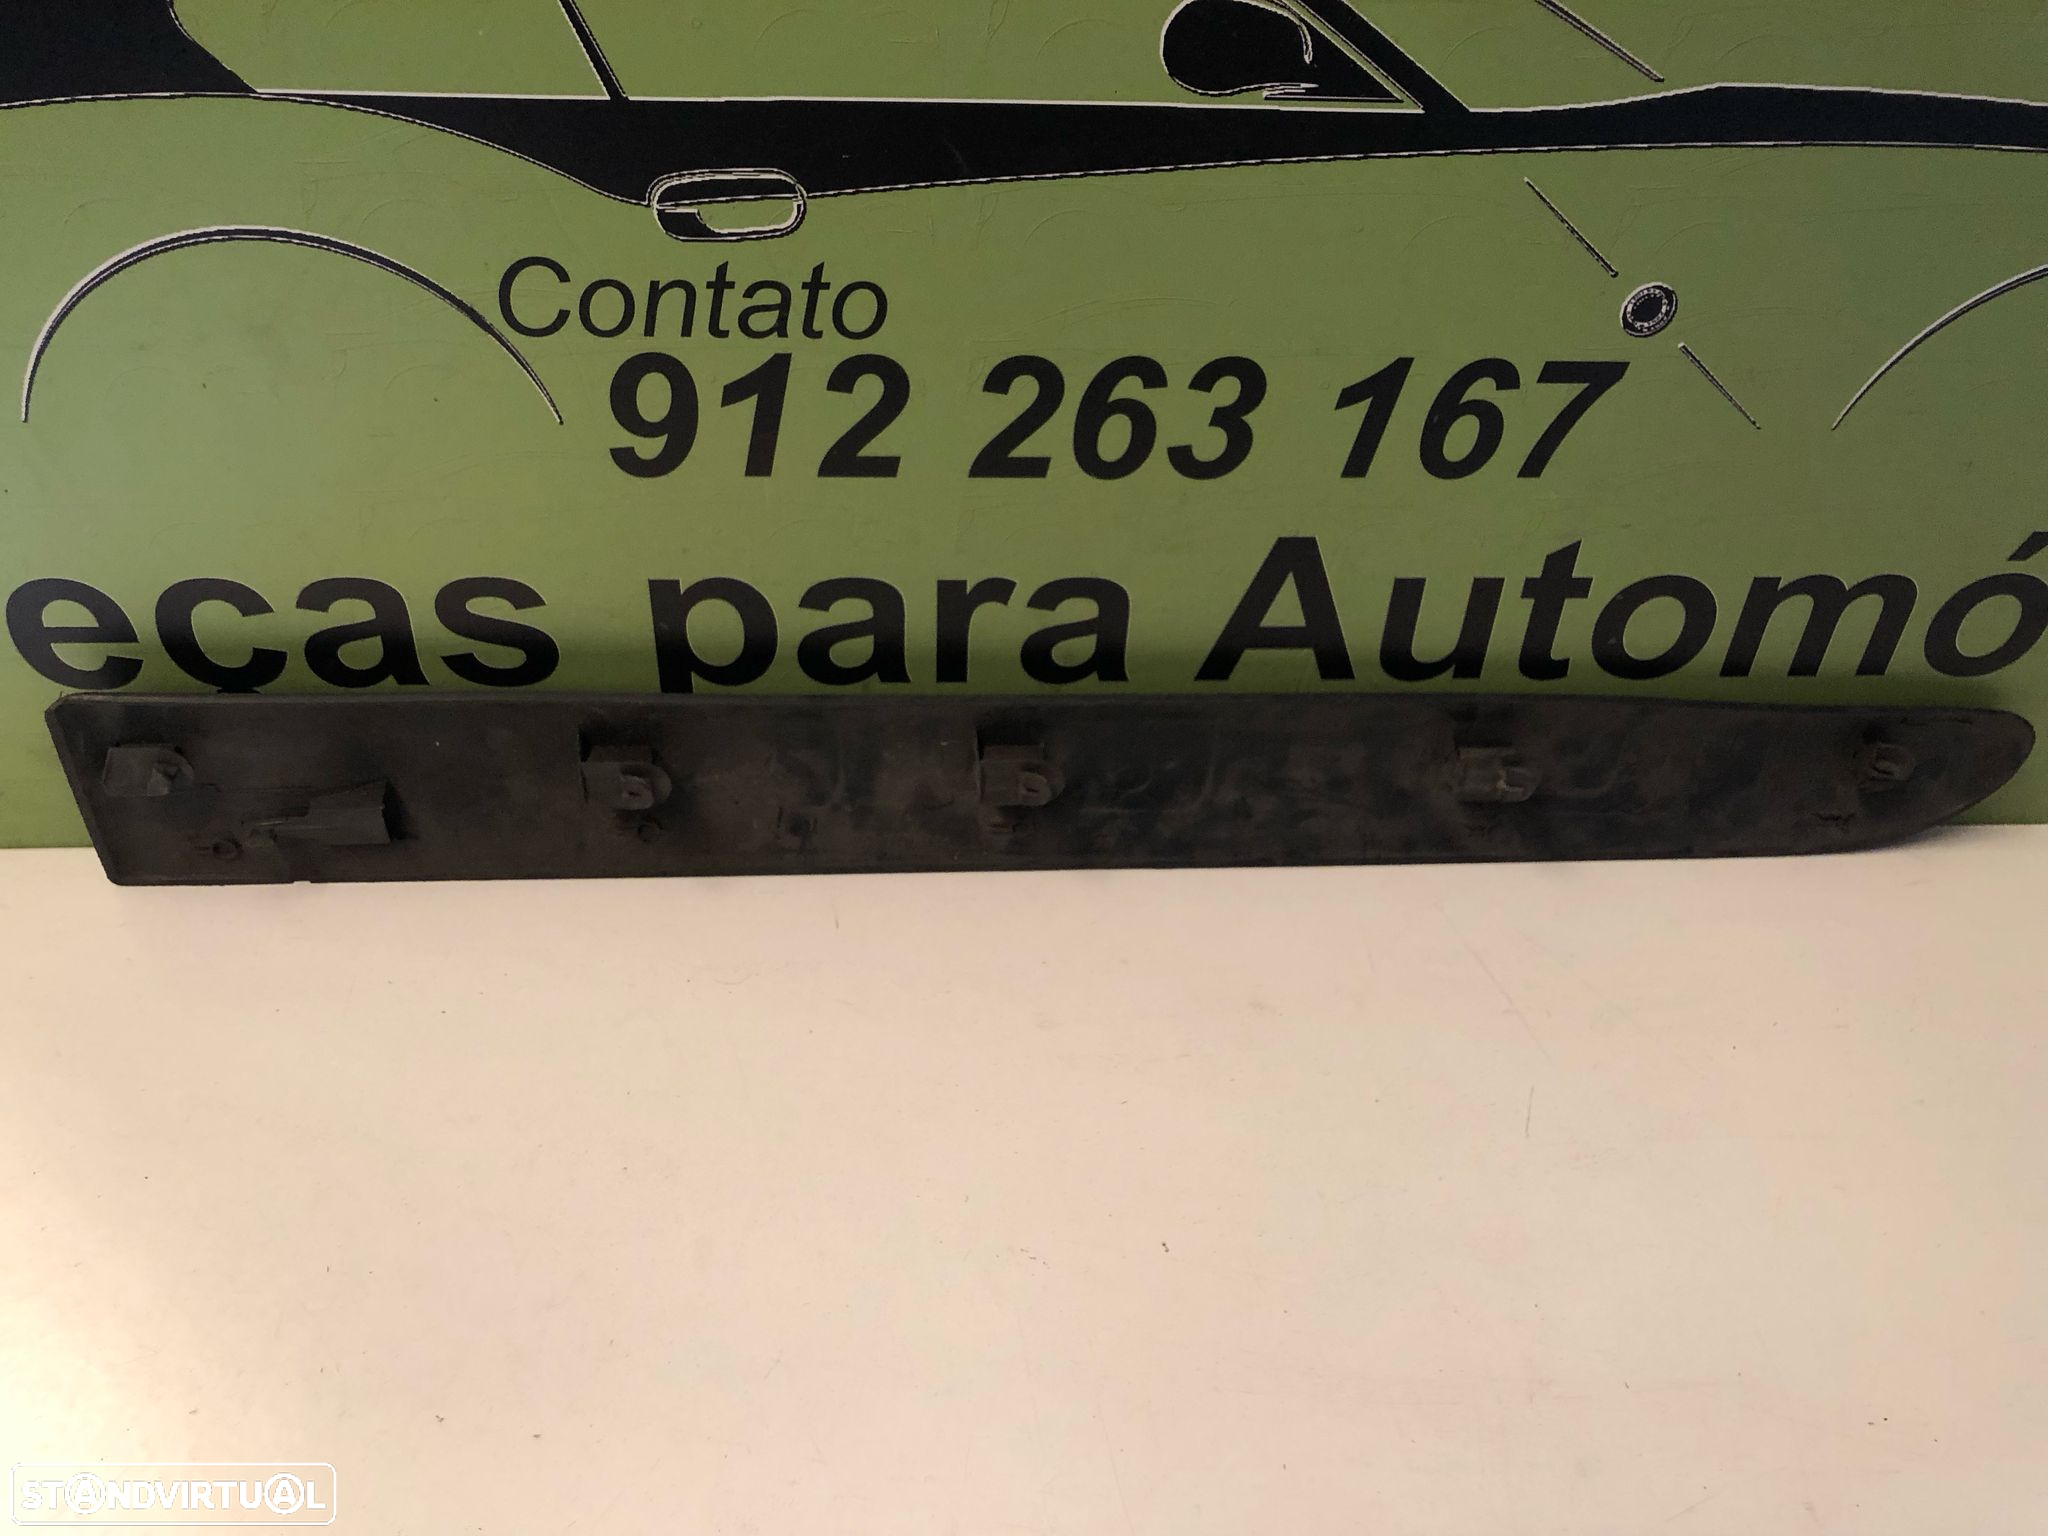 Contato
912 263 167
eças para Automó
STANDVIRTUAL